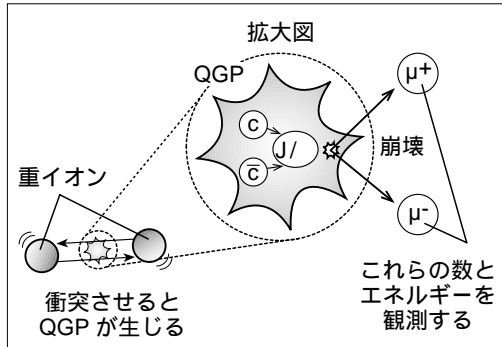 拡大図
QGP
μ+
c
J/
c̄
崩壊
μ-
重イオン
衝突させると
QGP が生じる
これらの数と
エネルギーを
観測する